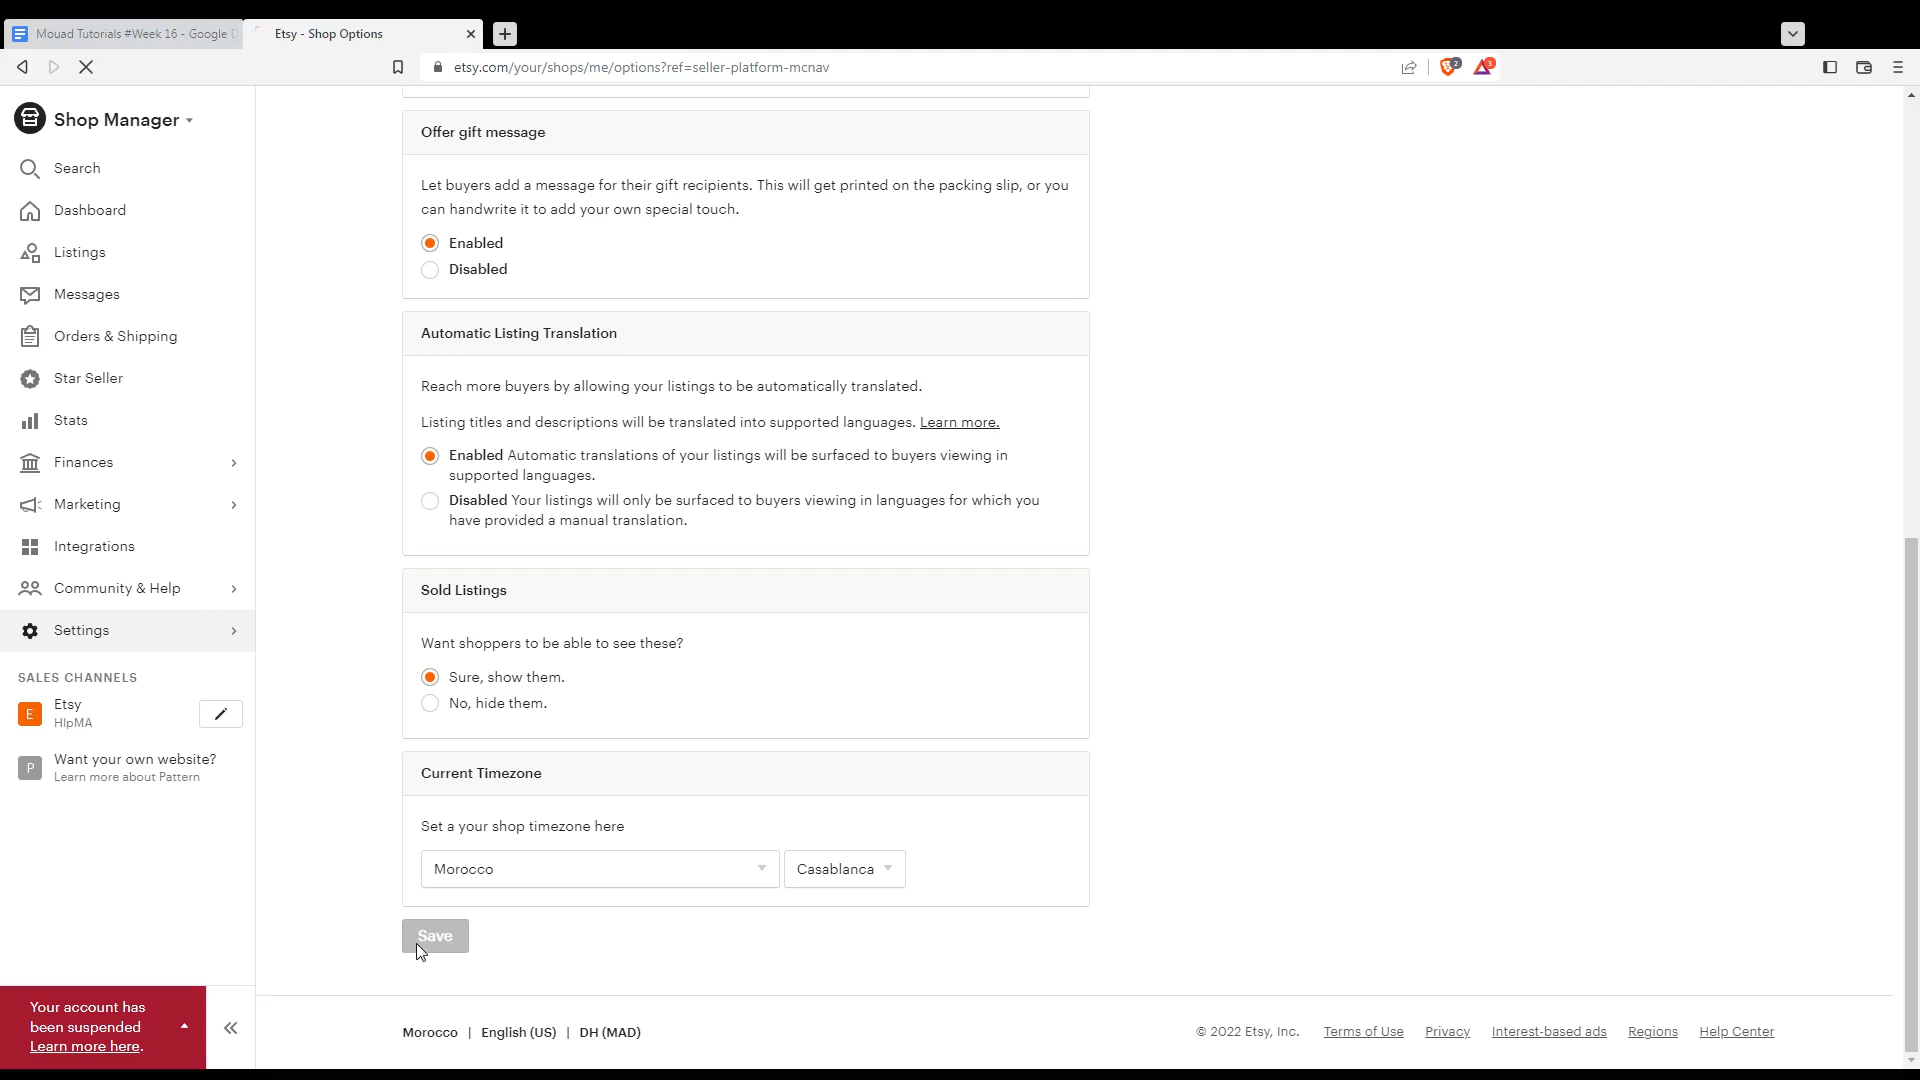 Mouad Tutorials #Week 16 - Google D
Etsy - Shop Options
etsy.com/your/shops/me/options?ref=seller-platform-mcnav
2
3
Shop Manager
Search
Dashboard
Listings
Messages
Orders & Shipping
Star Seller
Stats
Finances
Marketing
Integrations
Community & Help
Settings
SALES CHANNELS
E
Etsy
HlpMA
P
Want your own website?
Learn more about Pattern
Your account has
been suspended
Learn more here.
Offer gift message
Let buyers add a message for their gift recipients. This will get printed on the packing slip, or you
can handwrite it to add your own special touch.
Enabled
Disabled
Automatic Listing Translation
Reach more buyers by allowing your listings to be automatically translated.
Listing titles and descriptions will be translated into supported languages. Learn more.
Enabled Automatic translations of your listings will be surfaced to buyers viewing in
supported languages.
Disabled Your listings will only be surfaced to buyers viewing in languages for which you
have provided a manual translation.
Sold Listings
Want shoppers to be able to see these?
Sure, show them.
No, hide them.
Current Timezone
Set a your shop timezone here
Morocco
Casablanca
Save
Morocco | English (US) | DH (MAD)
© 2022 Etsy, Inc. Terms of Use Privacy Interest-based ads Regions Help Center